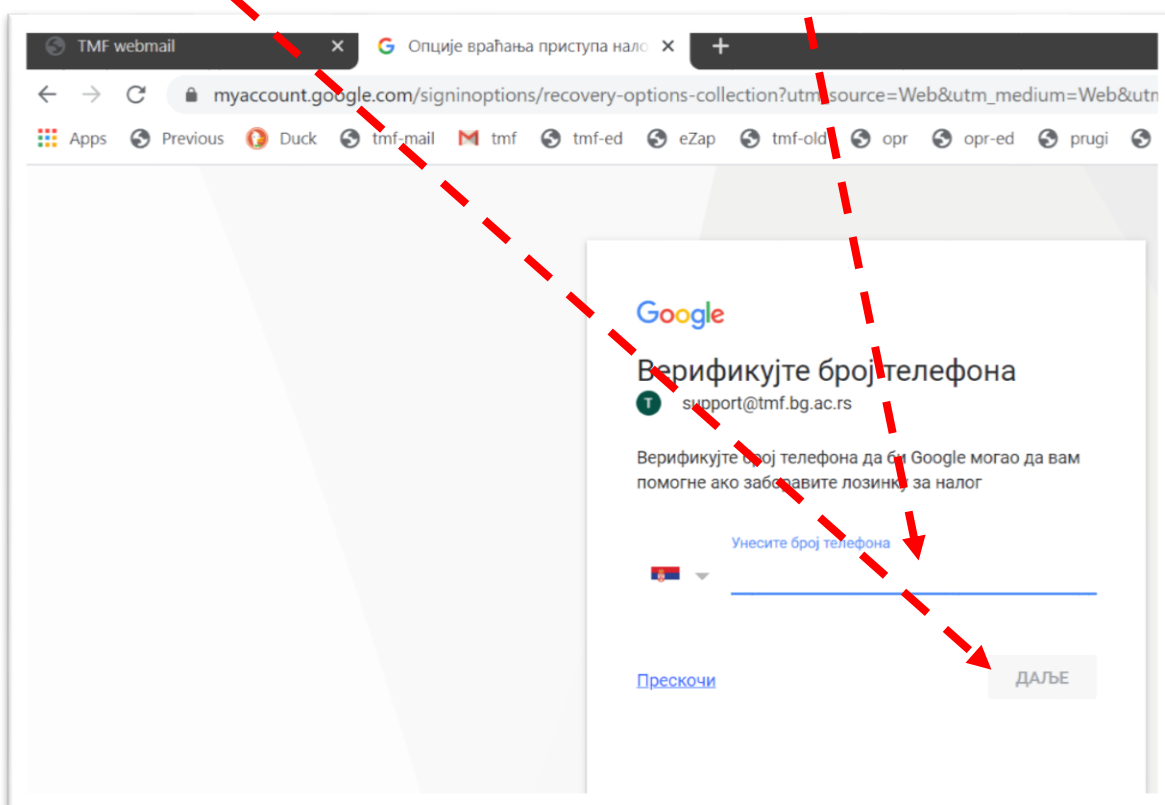 TMF webmail
Опције враћања приступа нало
myaccount.google.com/signinoptions/recovery-options-collection?utm_source=Web&utm_medium=Web&utm
Apps Previous Duck tmf-mail tmf tmf-ed eZap tmf-old opr opr-ed prugi
Google
Верификујте број телефона
T support@tmf.bg.ac.rs
Верификујте број телефона да би Google могао да вам
помогне ако заборавите лозинку за налог
Унесите број телефона
Прескочи ДАЉЕ